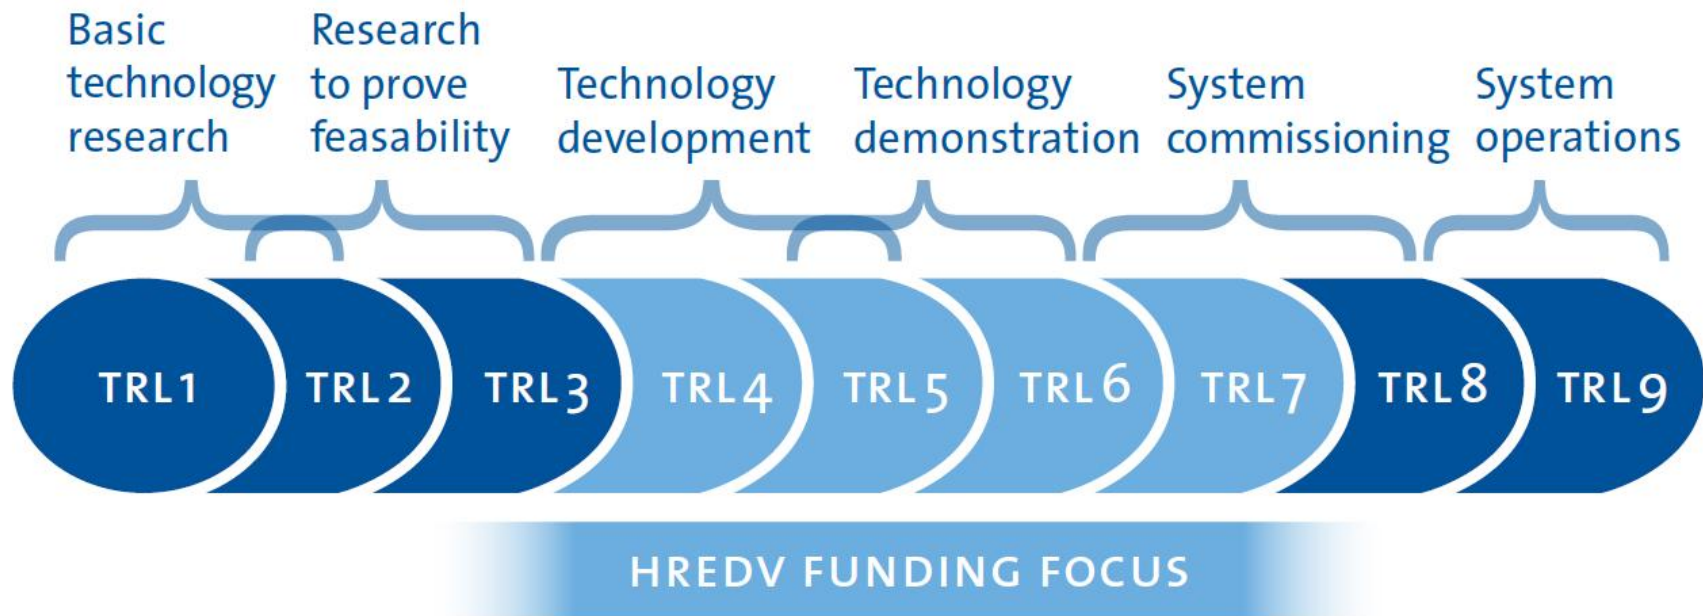 Basic
technology
research
Research
to prove
feasability
Technology
development
Technology
demonstration
System
commissioning
System
operations
TRL1
TRL2
TRL3
TRL4
TRL5
TRL6
TRL7
TRL8
TRL9
HREDV FUNDING FOCUS